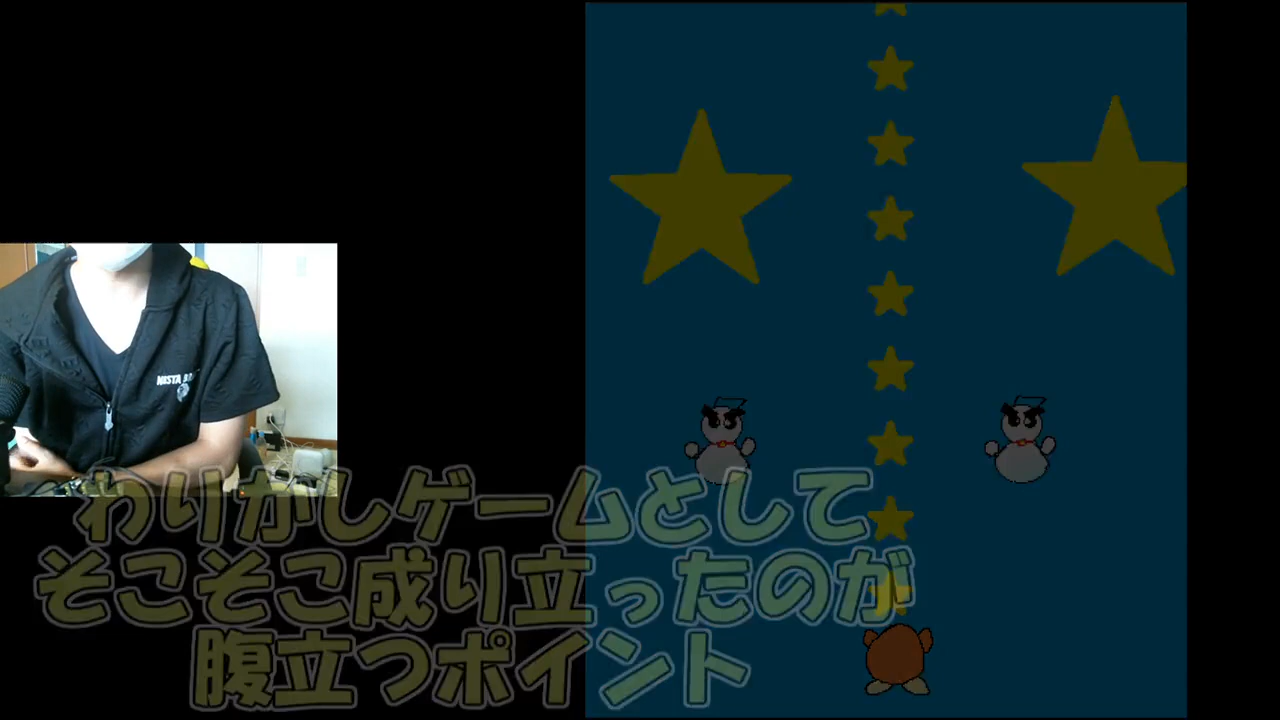 NISTA
わりかしゲームとして
そこそこ成り立ったのが
腹立つポイント